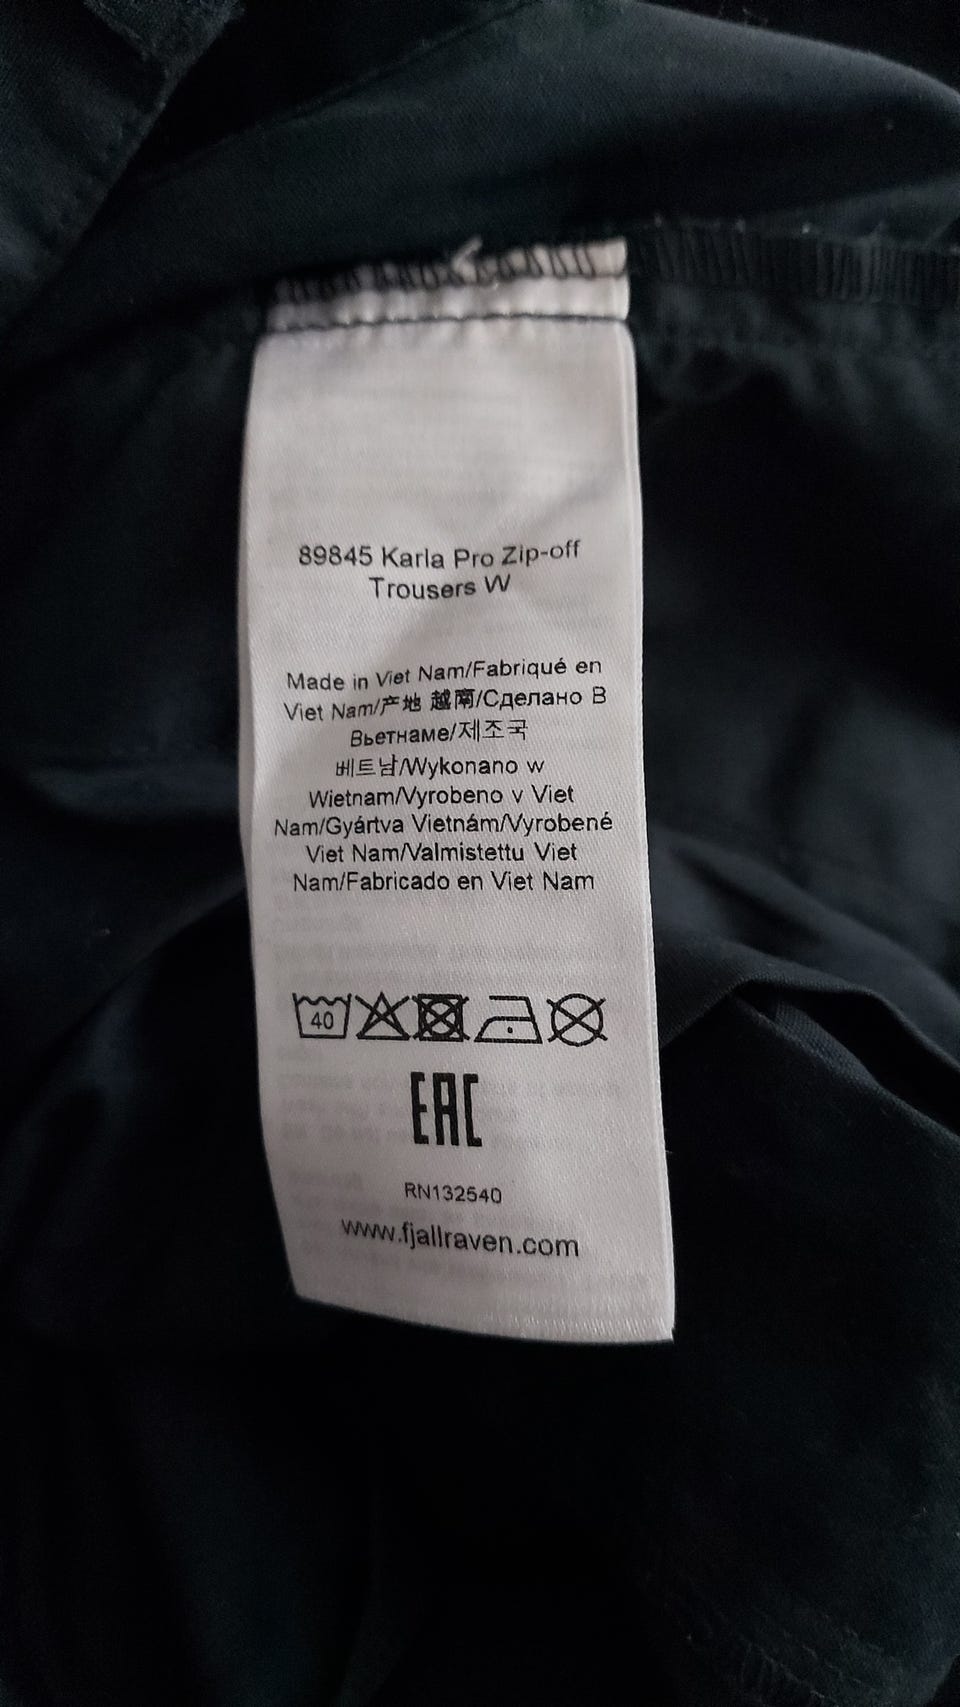 89845 Karla Pro Zip-off
Trousers W
Made in Viet Nam/Fabriqué en
Viet Nam/产地 越南/Сделано В
Вьетнаме/제조국
베트남/Wykonano w
Wietnam/Vyrobeno v Viet
Nam/Gyártva Vietnám/Vyrobené
Viet Nam/Valmistettu Viet
Nam/Fabricado en Viet Nam
40
EAC
RN132540
www.fjallraven.com